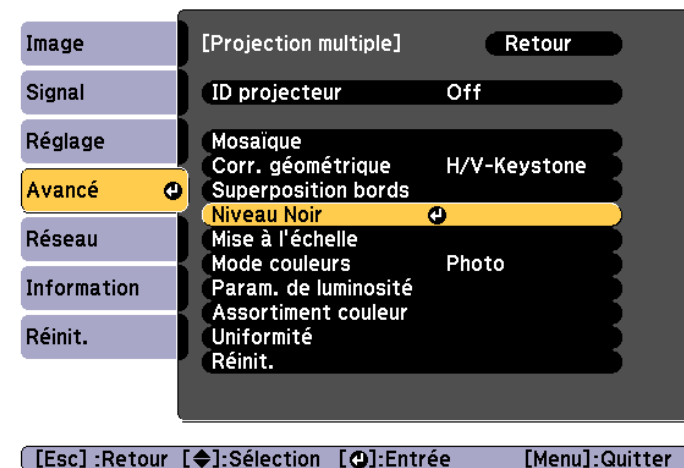 Image
Signal
Réglage
Avancé
Réseau
Information
Réinit.
[Projection multiple] Retour
ID projecteur Off
Mosaïque
Corr. géométrique H/V-Keystone
Superposition bords
Niveau Noir
Mise à l'échelle
Mode couleurs Photo
Param. de luminosité
Assortiment couleur
Uniformité
Réinit.
[Esc] :Retour [ ]:Sélection [ ]:Entrée [Menu]:Quitter